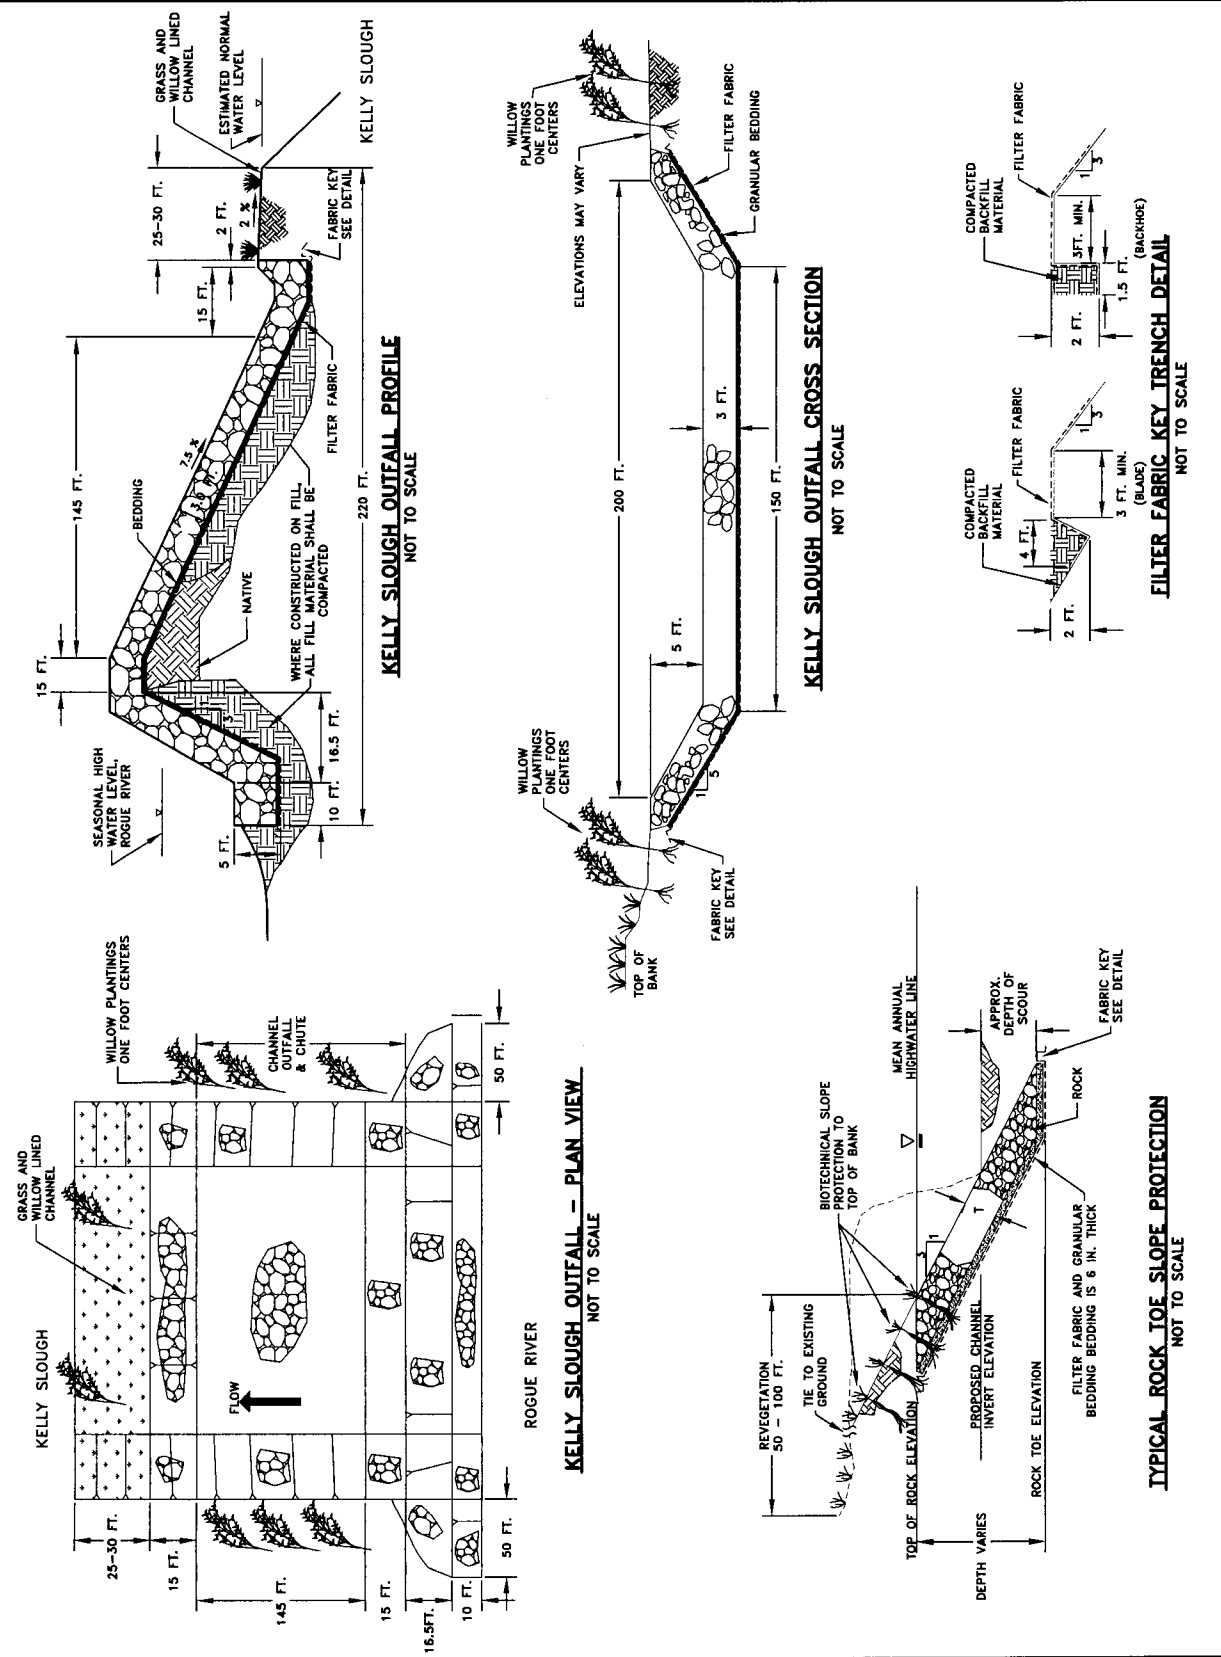 KELLY SLOUGH
GRASS AND
WILLOW LINED
CHANNEL
WILLOW PLANTINGS
ONE FOOT CENTERS
25-30 FT.
15 FT.
145 FT.
15 FT.
16.5FT.
10 FT.
50 FT.
50 FT.
FLOW
CHANNEL
OUTFALL
& CHUTE
ROGUE RIVER
KELLY SLOUGH OUTFALL - PLAN VIEW
NOT TO SCALE
SEASONAL HIGH
WATER LEVEL,
ROGUE RIVER
15 FT.
145 FT.
15 FT.
2 FT.
25-30 FT.
2 %
GRASS AND
WILLOW LINED
CHANNEL
ESTIMATED NORMAL
WATER LEVEL
KELLY SLOUGH
BEDDING
7.5 %
3.0 FT.
5 FT.
1
3
NATIVE
WHERE CONSTRUCTED ON FILL,
ALL FILL MATERIAL SHALL BE
COMPACTED
FILTER FABRIC
FABRIC KEY
SEE DETAIL
10 FT.
16.5 FT.
220 FT.
KELLY SLOUGH OUTFALL PROFILE
NOT TO SCALE
WILLOW
PLANTINGS
ONE FOOT
CENTERS
WILLOW
PLANTINGS
ONE FOOT
CENTERS
ELEVATIONS MAY VARY
TOP OF
BANK
200 FT.
5 FT.
3 FT.
1
5
FABRIC KEY
SEE DETAIL
FILTER FABRIC
GRANULAR BEDDING
150 FT.
KELLY SLOUGH OUTFALL CROSS SECTION
NOT TO SCALE
REVEGETATION
50 - 100 FT.
TIE TO EXISTING
GROUND
BIOTECHNICAL SLOPE
PROTECTION TO
TOP OF BANK
MEAN ANNUAL
HIGHWATER LINE
TOP OF ROCK ELEVATION
3
1
T
APPROX.
DEPTH OF
SCOUR
PROPOSED CHANNEL
INVERT ELEVATION
DEPTH VARIES
ROCK TOE ELEVATION
FILTER FABRIC AND GRANULAR
BEDDING BEDDING IS 6 IN. THICK
ROCK
FABRIC KEY
SEE DETAIL
TYPICAL ROCK TOE SLOPE PROTECTION
NOT TO SCALE
COMPACTED
BACKFILL
MATERIAL
FILTER FABRIC
4 FT.
2 FT.
1
3
3 FT. MIN.
(BLADE)
COMPACTED
BACKFILL
MATERIAL
FILTER FABRIC
2 FT.
3FT. MIN.
1
3
1.5 FT.
(BACKHOE)
FILTER FABRIC KEY TRENCH DETAIL
NOT TO SCALE